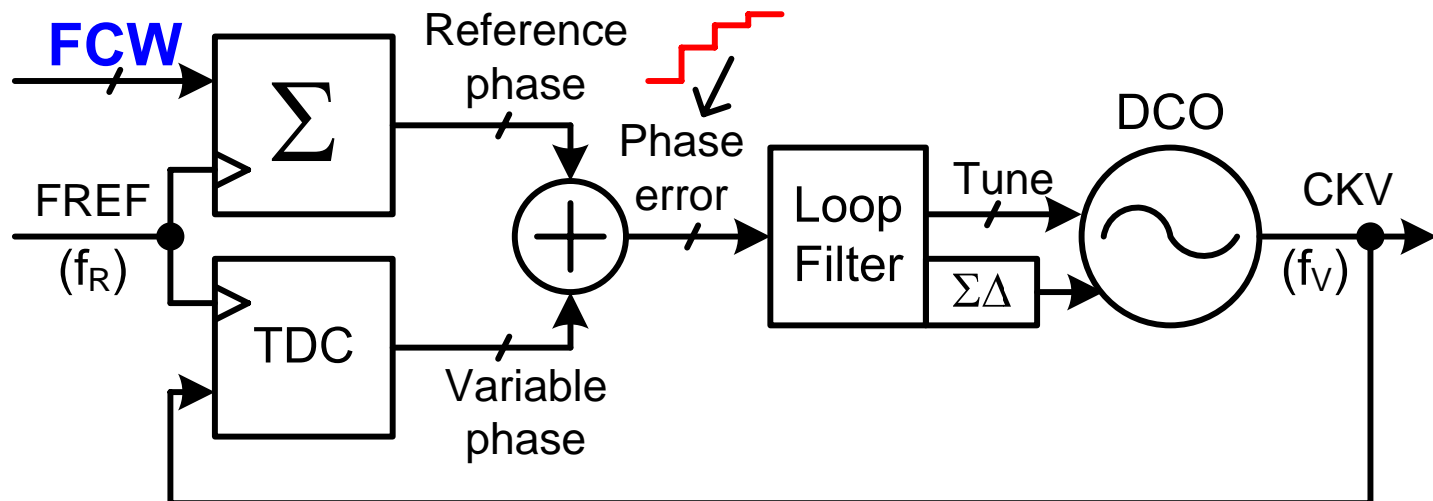 FCW
Σ
Reference
phase
Phase
error
FREF
(fR)
TDC
Variable
phase
Loop
Filter
Tune
ΣΔ
DCO
CKV
(fV)